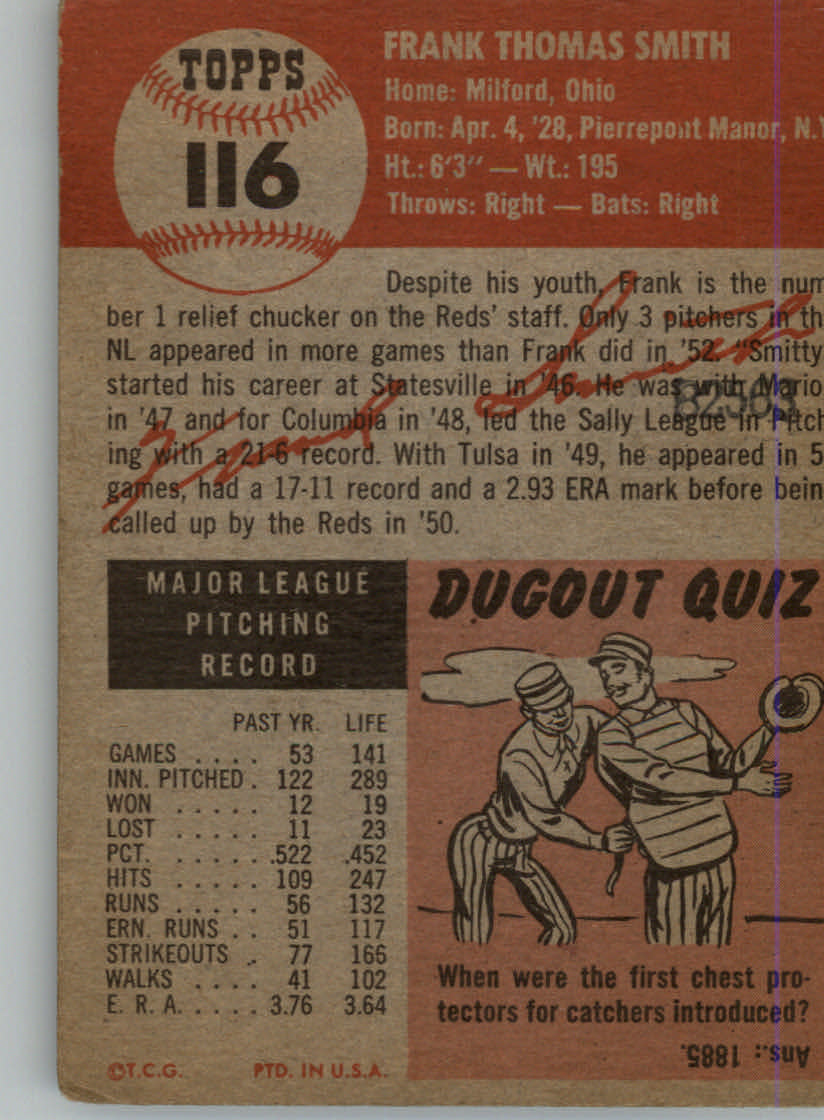 TOPPS
116
FRANK THOMAS SMITH
Home: Milford, Ohio
Born: Apr. 4, '28, Pierrepont Manor, N.Y
Ht.: 6'3" — Wt.: 195
Throws: Right — Bats: Right
Despite his youth, Frank is the num
ber 1 relief chucker on the Reds' staff. Only 3 pitchers in th
NL appeared in more games than Frank did in '52. "Smitty
started his career at Statesville in '46. He was with Mario
in '47 and for Columbia in '48, led the Sally League in Pitch
ing with a 21-6 record. With Tulsa in '49, he appeared in 5
games, had a 17-11 record and a 2.93 ERA mark before bein
called up by the Reds in '50.
Frank Smith
B2563
MAJOR LEAGUE
PITCHING
RECORD
PAST YR. LIFE
GAMES .... 53 141
INN. PITCHED . 122 289
WON ..... 12 19
LOST ..... 11 23
PCT. ...... .522 .452
HITS ..... 109 247
RUNS ..... 56 132
ERN. RUNS .. 51 117
STRIKEOUTS .. 77 166
WALKS .... 41 102
E. R. A. ..... 3.76 3.64
DUGOUT QUIZ
When were the first chest pro-
tectors for catchers introduced?
Ans.: 1885.
©T.C.G. PTD. IN U.S.A.